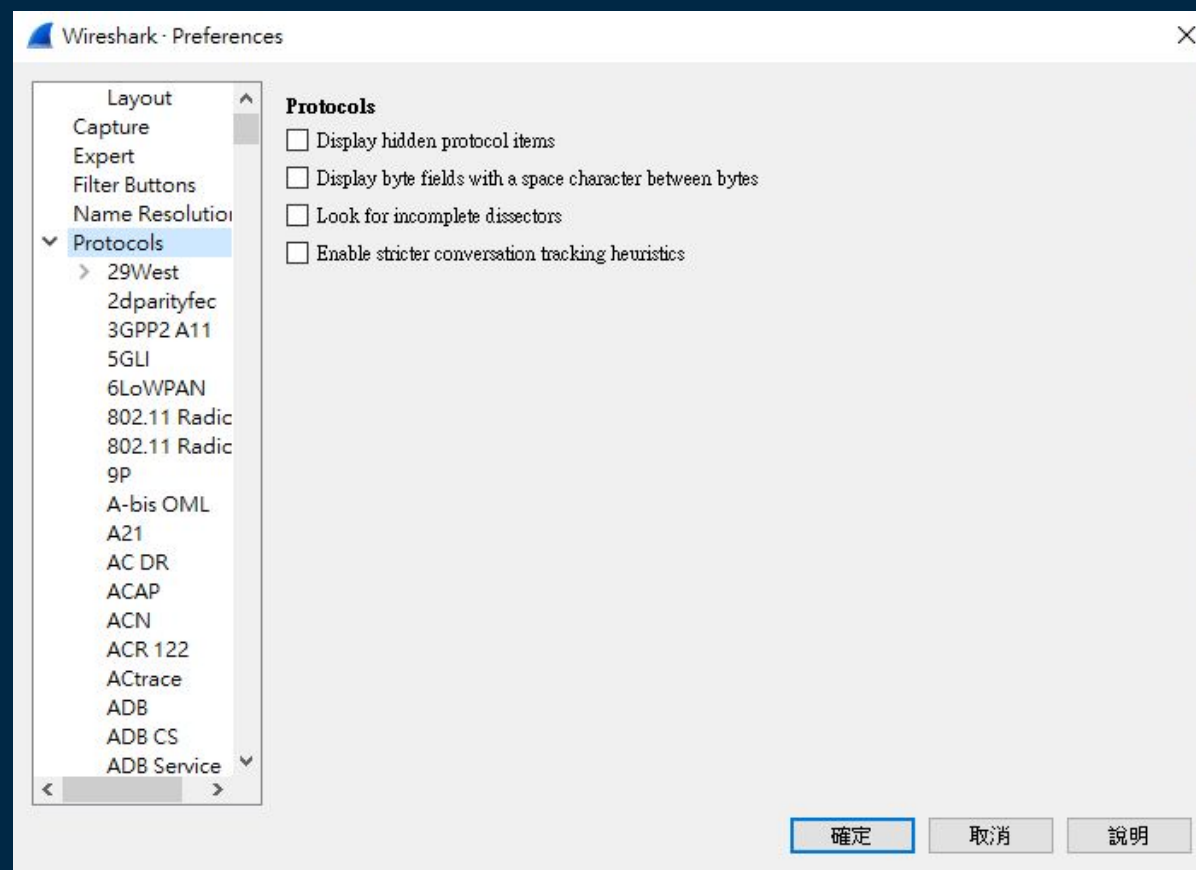 Wireshark · Preferences
Layout
Capture
Expert
Filter Buttons
Name Resolution
Protocols
29West
2dparityfec
3GPP2 A11
5GLI
6LoWPAN
802.11 Radio
802.11 Radio
9P
A-bis OML
A21
AC DR
ACAP
ACN
ACR 122
ACtrace
ADB
ADB CS
ADB Service
Protocols
Display hidden protocol items
Display byte fields with a space character between bytes
Look for incomplete dissectors
Enable stricter conversation tracking heuristics
確定
取消
說明